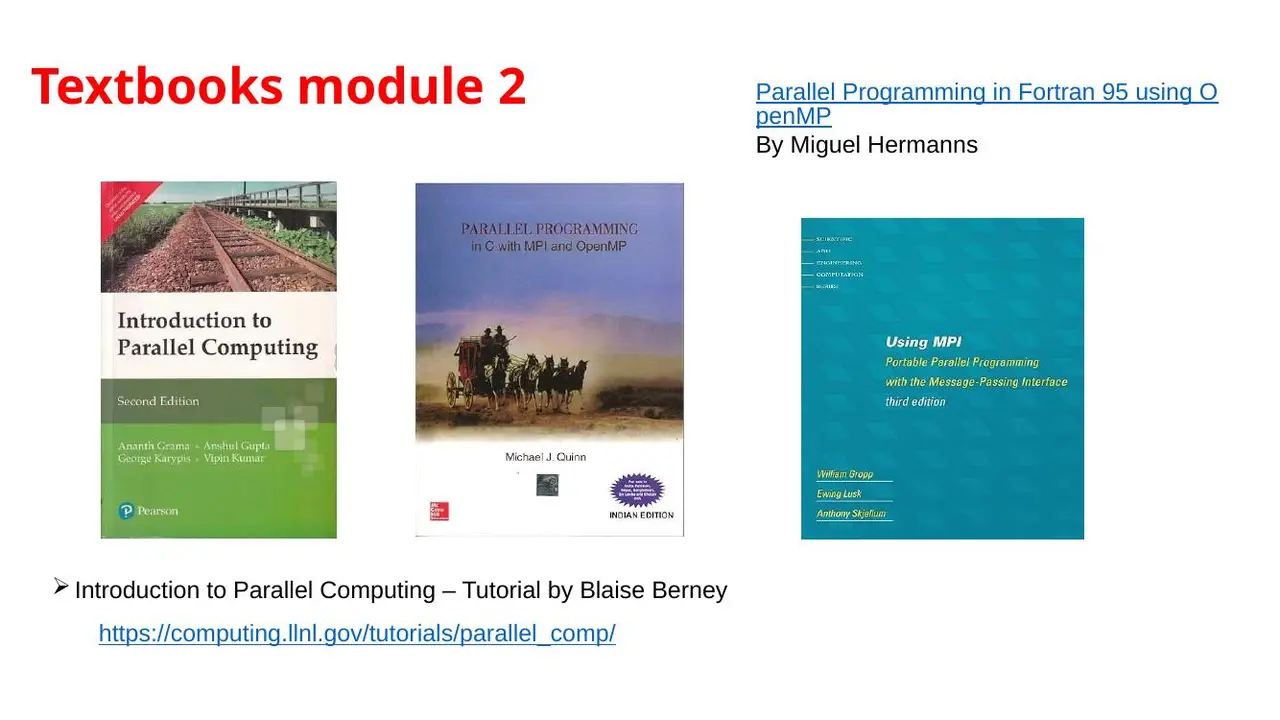 Textbooks module 2
Parallel Programming in Fortran 95 using O
penMP
By Miguel Hermanns
Introduction to
Parallel Computing
Second Edition
Ananth Grama • Anshul Gupta
George Karypis • Vipin Kumar
Pearson
PARALLEL PROGRAMMING
in C with MPI and OpenMP
Michael J. Quinn
INDIAN EDITION
SCIENTIFIC
AND
ENGINEERING
COMPUTATION
SERIES
Using MPI
Portable Parallel Programming
with the Message-Passing Interface
third edition
William Gropp
Ewing Lusk
Anthony Skjellum
➢ Introduction to Parallel Computing – Tutorial by Blaise Berney
https://computing.llnl.gov/tutorials/parallel_comp/